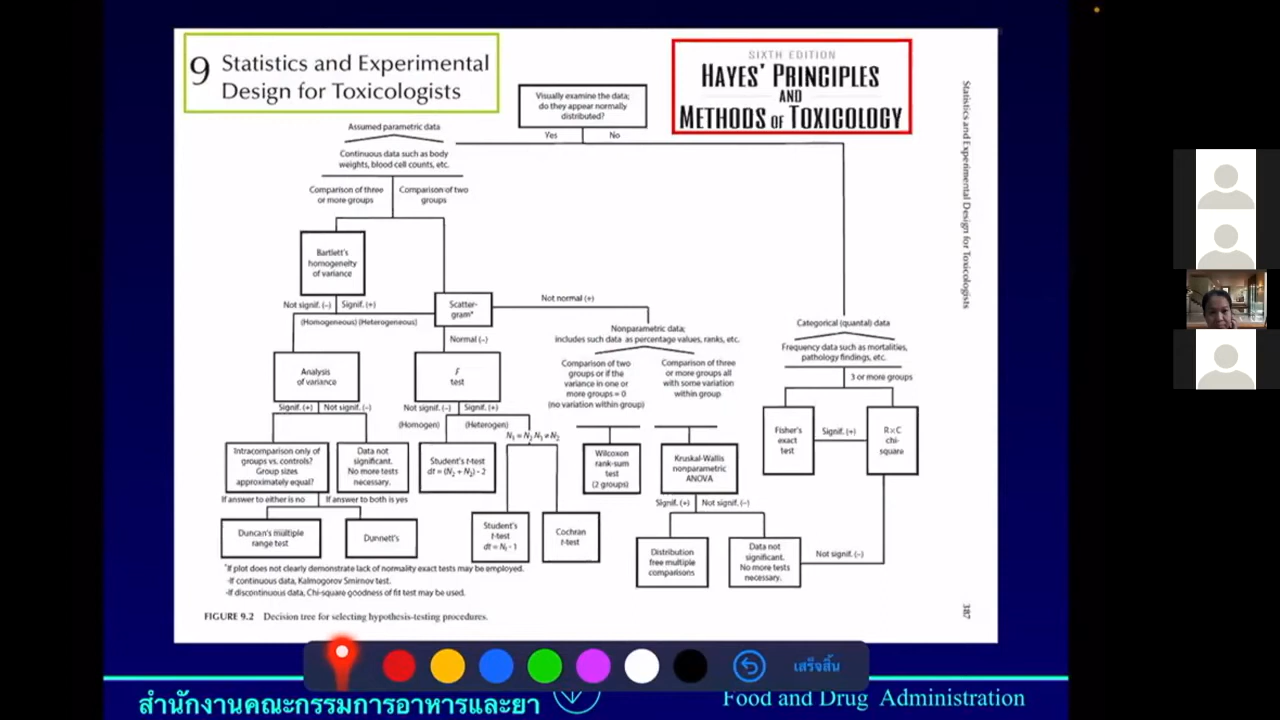 9 Statistics and Experimental
Design for Toxicologists
SIXTH EDITION
HAYES' PRINCIPLES
AND
METHODS OF TOXICOLOGY
Statistics and Experimental Design for Toxicologists
387
Visually examine the data;
do they appear normally
distributed?
Yes
No
Assumed parametric data
Continuous data such as body
weights, blood cell counts, etc.
Comparison of three
or more groups
Comparison of two
groups
Bartlett's
homogeneity
of variance
Not signif. (–)
Signif. (+)
(Homogeneous)
(Heterogeneous)
Scatter-
gram*
Not normal (+)
Normal (–)
Nonparametric data;
includes such data as percentage values, ranks, etc.
Comparison of two
groups or if the
variance in one or
more groups = 0
(no variation within group)
Comparison of three
or more groups all
with some variation
within group
Categorical (quantal) data
Frequency data such as mortalities,
pathology findings, etc.
3 or more groups
Analysis
of variance
F
test
Signif. (+)
Not signif. (–)
Not signif. (–)
Signif. (+)
(Homogen)
(Heterogen)
N₁ = N₂
N₁ ≠ N₂
Fisher's
exact
test
Signif. (+)
R×C
chi-
square
Intracomparison only of
groups vs. controls?
Group sizes
approximately equal?
Data not
significant.
No more tests
necessary.
Student's t-test
dt = (N₂ + N₂) - 2
Wilcoxon
rank-sum
test
(2 groups)
Kruskal-Wallis
nonparametric
ANOVA
If answer to either is no
If answer to both is yes
Signif. (+)
Not signif. (–)
Duncan's multiple
range test
Dunnett's
Student's
t-test
dt = N₁ - 1
Cochran
t-test
Distribution
free multiple
comparisons
Data not
significant.
No more tests
necessary.
Not signif. (–)
*If plot does not clearly demonstrate lack of normality exact tests may be employed.
-If continuous data, Kalmogorov Smirnov test.
-If discontinuous data, Chi-square goodness of fit test may be used.
FIGURE 9.2 Decision tree for selecting hypothesis-testing procedures.
เสร็จสิ้น
สำนักงานคณะกรรมการอาหารและยา
Food and Drug Administration